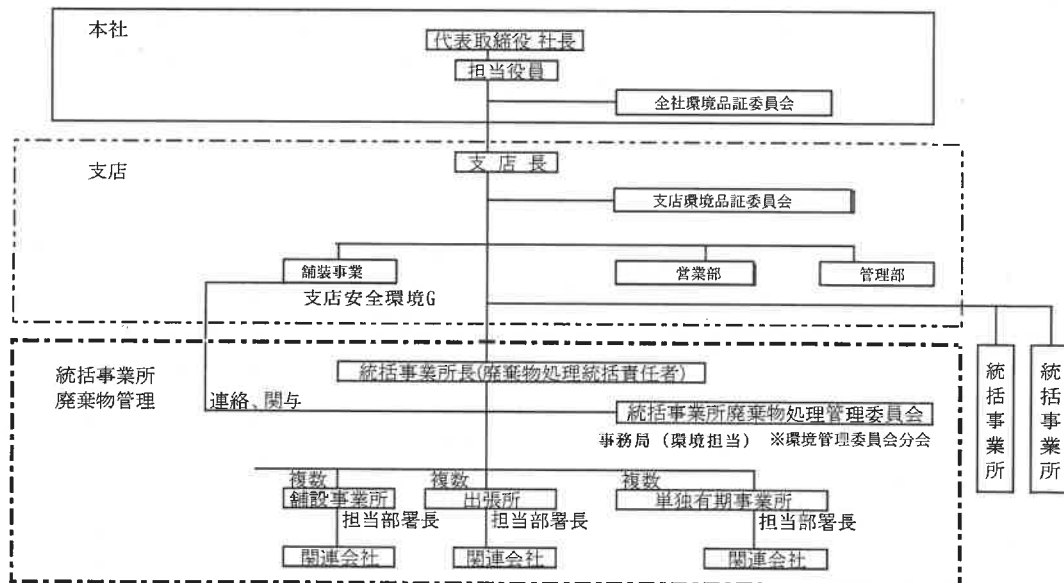 本社
代表取締役 社長
担当役員
全社環境品証委員会
支店
支 店 長
支店環境品証委員会
舗装事業
営業部
管理部
支店安全環境G
統括事業所
廃棄物管理
統括事業所長(廃棄物処理統括責任者)
統括事業所
統括事業所
連絡、関与
統括事業所廃棄物処理管理委員会
事務局（環境担当） ※環境管理委員会分会
複数
複数
複数
舗設事業所
出張所
単独有期事業所
担当部署長
担当部署長
担当部署長
関連会社
関連会社
関連会社